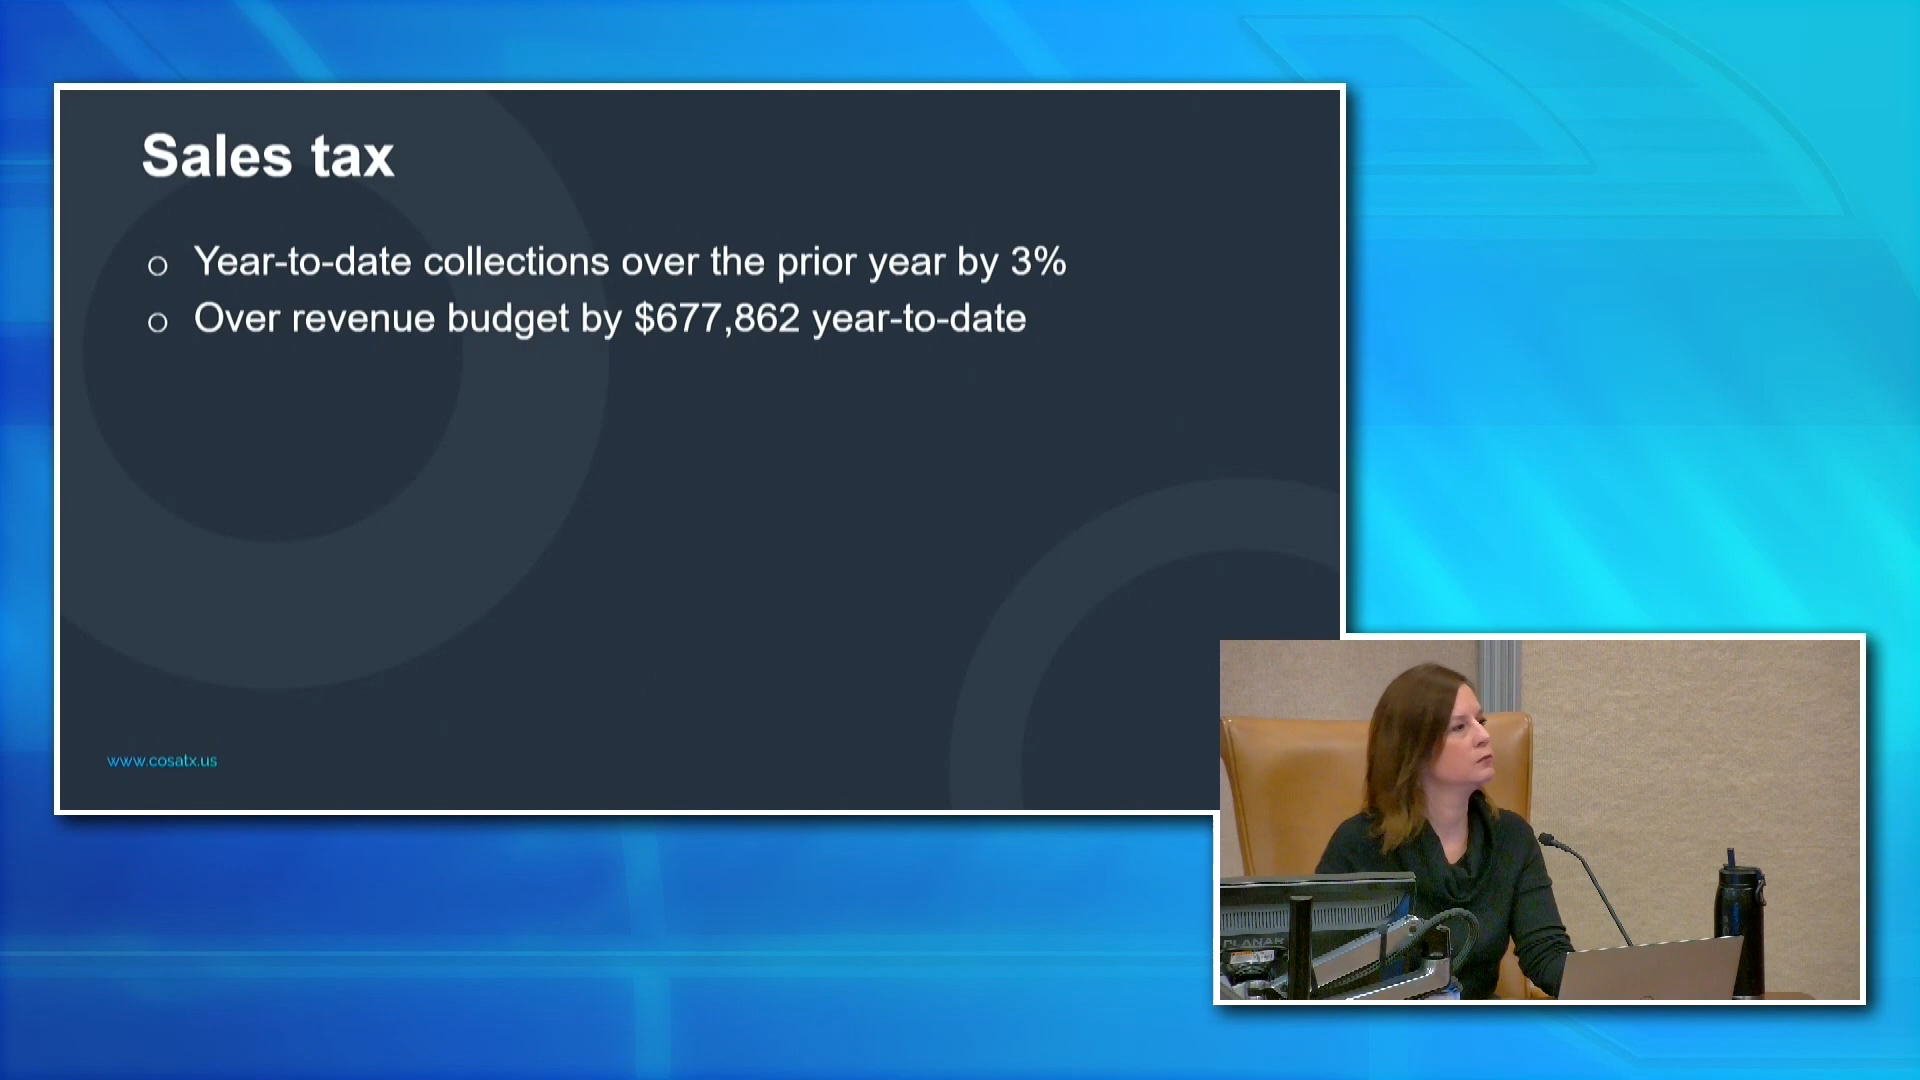 Sales tax
o Year-to-date collections over the prior year by 3%
o Over revenue budget by $677,862 year-to-date
www.cosatx.us
PLANAR